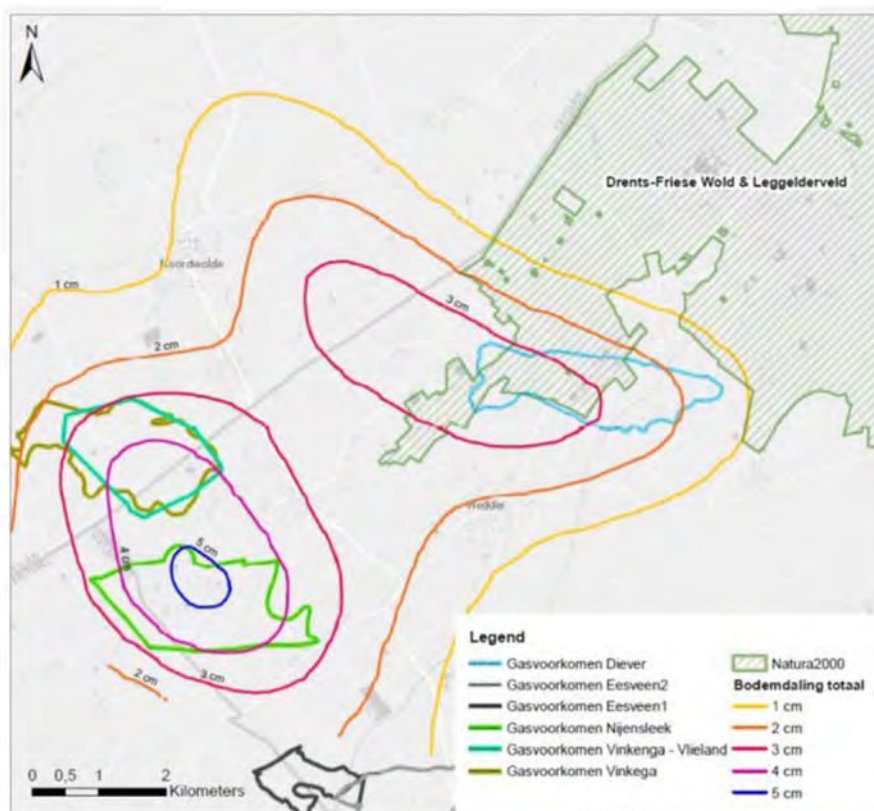 N
Drents-Friese Wold & Leggelderveld
Noordwolde
1 cm
3 cm
2 cm
5 cm
4 cm
2 cm
3 cm
Legend
Gasvoorkomen Diever
Gasvoorkomen Eesveen2
Gasvoorkomen Eesveen1
Gasvoorkomen Nijensleek
Gasvoorkomen Vinkenga - Vlieland
Gasvoorkomen Vinkega
Natura2000
Bodemdaling totaal
1 cm
2 cm
3 cm
4 cm
5 cm
0 0,5 1 2
Kilometers